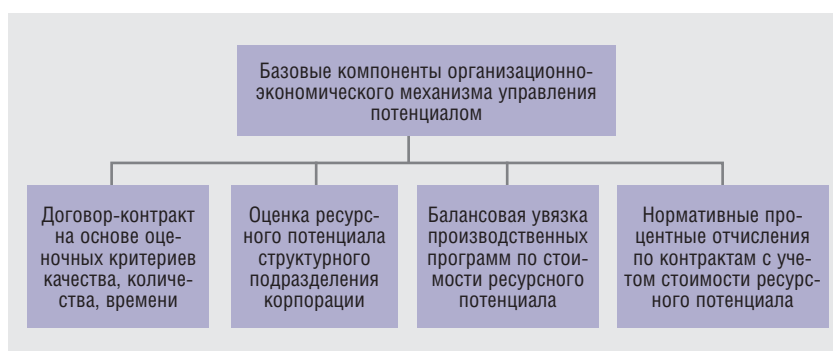 Базовые компоненты организационно-
экономического механизма управления
потенциалом
Договор-контракт
на основе оце-
ночных критериев
качества, количе-
ства, времени
Оценка ресурс-
ного потенциала
структурного
подразделения
корпорации
Балансовая увязка
производственных
программ по стои-
мости ресурсного
потенциала
Нормативные про-
центные отчисления
по контрактам с уче-
том стоимости ресурс-
ного потенциала